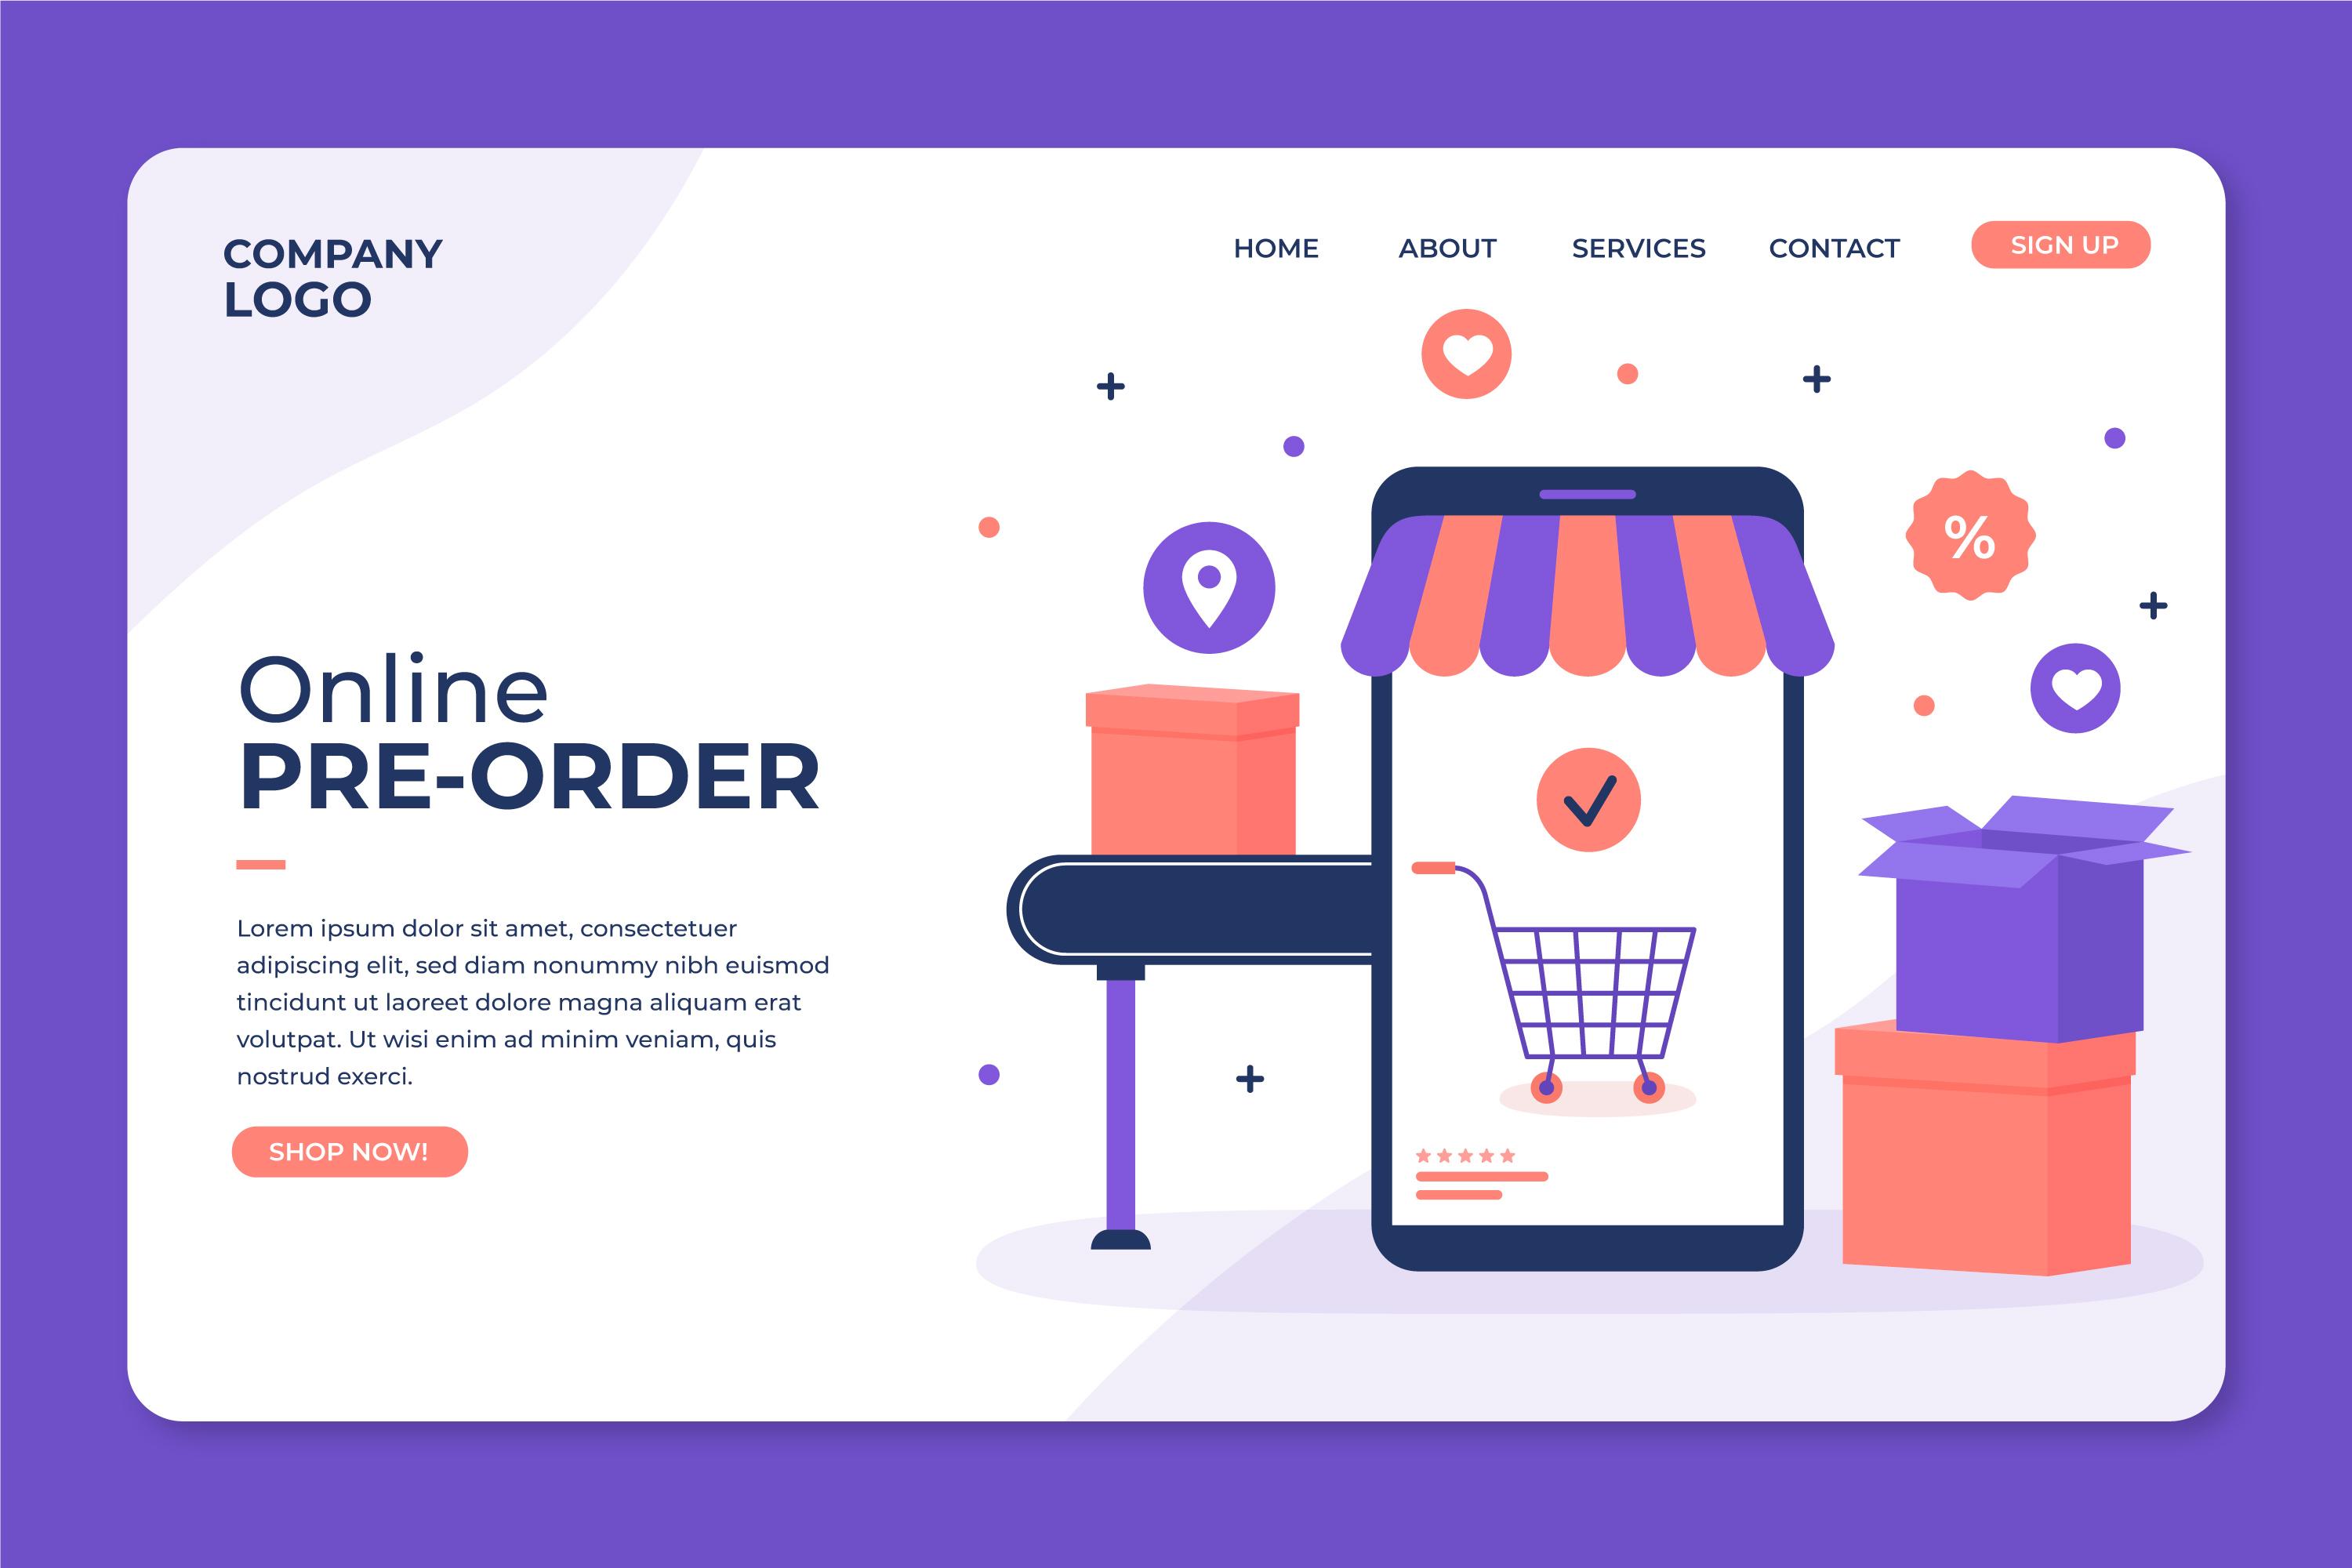 COMPANY
LOGO
HOME
ABOUT
SERVICES
CONTACT
SIGN UP
%
Online
PRE-ORDER
Lorem ipsum dolor sit amet, consectetuer
adipiscing elit, sed diam nonummy nibh euismod
tincidunt ut laoreet dolore magna aliquam erat
volutpat. Ut wisi enim ad minim veniam, quis
nostrud exerci.
SHOP NOW!